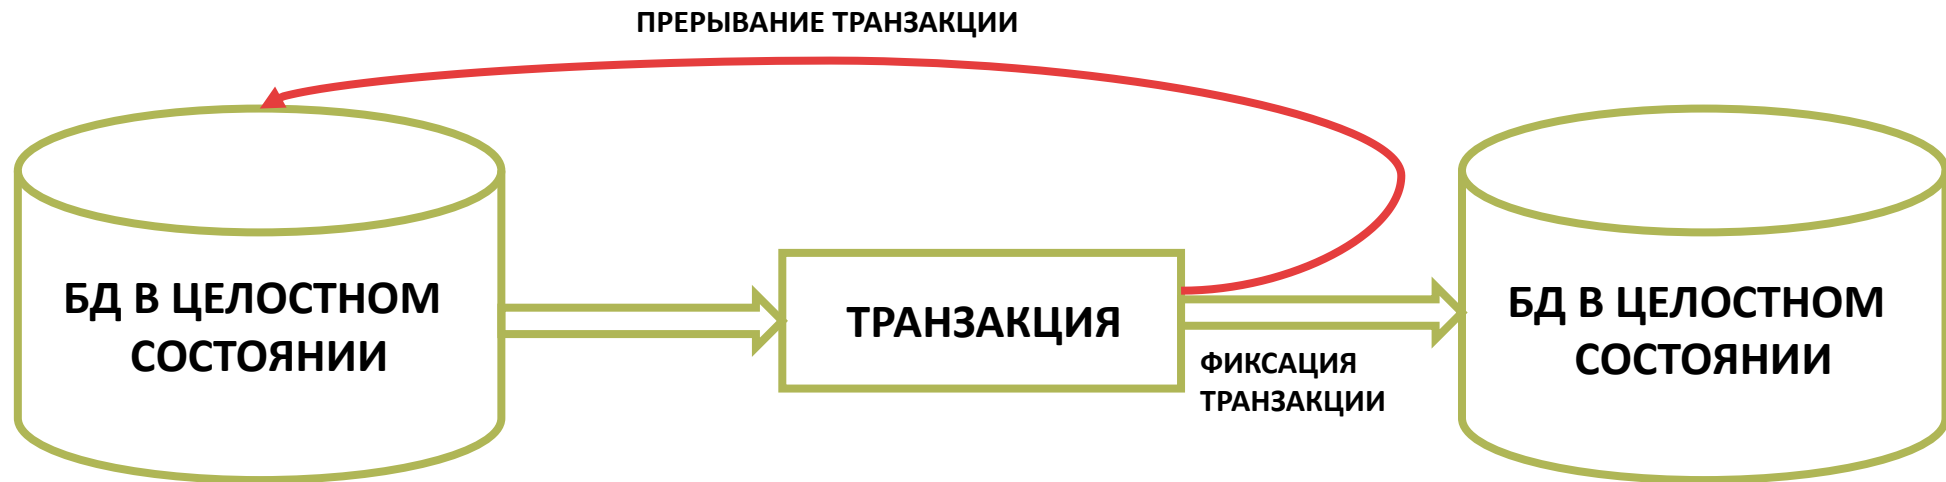 ПРЕРЫВАНИЕ ТРАНЗАКЦИИ
БД В ЦЕЛОСТНОМ
СОСТОЯНИИ
ТРАНЗАКЦИЯ
ФИКСАЦИЯ
ТРАНЗАКЦИИ
БД В ЦЕЛОСТНОМ
СОСТОЯНИИ